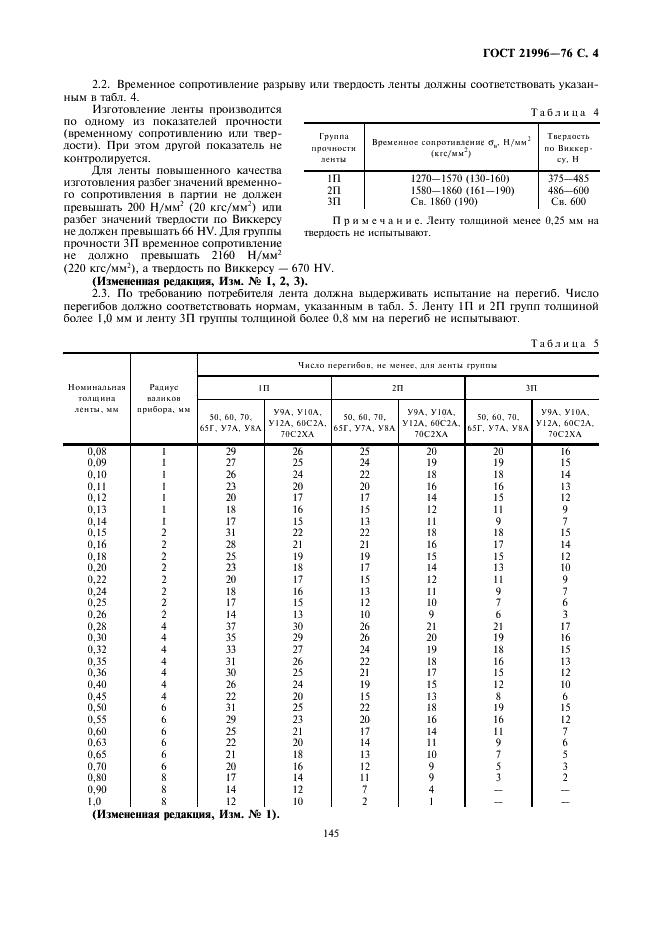 ГОСТ 21996—76 С. 4
2.2. Временное сопротивление разрыву или твердость ленты должны соответствовать указан-
ным в табл. 4.
Изготовление ленты производится
по одному из показателей прочности
(временному сопротивлению или твер-
дости). При этом другой показатель не
контролируется.
Для ленты повышенного качества
изготовления разбег значений временно-
го сопротивления в партии не должен
превышать 200 Н/мм² (20 кгс/мм²) или
разбег значений твердости по Виккерсу
не должен превышать 66 HV. Для группы
прочности 3П временное сопротивление
не должно превышать 2160 Н/мм²
(220 кгс/мм²), а твердость по Виккерсу — 670 HV.
Таблица 4
Группа прочности ленты | Временное сопротивление σв, Н/мм² (кгс/мм²) | Твердость по Виккер-су, Н
1П 1270—1570 (130-160) 375—485
2П 1580—1860 (161—190) 486—600
3П Св. 1860 (190) Св. 600
Примечание. Ленту толщиной менее 0,25 мм на
твердость не испытывают.
(Измененная редакция, Изм. № 1, 2, 3).
2.3. По требованию потребителя лента должна выдерживать испытание на перегиб. Число
перегибов должно соответствовать нормам, указанным в табл. 5. Ленту 1П и 2П групп толщиной
более 1,0 мм и ленту 3П группы толщиной более 0,8 мм на перегиб не испытывают.
Таблица 5
Номинальная толщина ленты, мм | Радиус валиков прибора, мм | Число перегибов, не менее, для ленты группы
1П 2П 3П
50, 60, 70, 65Г, У7А, У8А | У9А, У10А, У12А, 60С2А, 70С2ХА | 50, 60, 70, 65Г, У7А, У8А | У9А, У10А, У12А, 60С2А, 70С2ХА | 50, 60, 70, 65Г, У7А, У8А | У9А, У10А, У12А, 60С2А, 70С2ХА
0,08 1 29 26 25 20 20 16
0,09 1 27 25 24 19 19 15
0,10 1 26 24 22 18 18 14
0,11 1 23 20 20 16 16 13
0,12 1 20 17 17 14 15 12
0,13 1 18 16 15 12 11 9
0,14 1 17 15 13 11 9 7
0,15 2 31 22 22 18 18 15
0,16 2 28 21 21 16 17 14
0,18 2 25 19 19 15 15 12
0,20 2 23 18 17 14 13 10
0,22 2 20 17 15 12 11 9
0,24 2 18 16 13 11 9 7
0,25 2 17 15 12 10 7 6
0,26 2 14 13 10 9 6 3
0,28 4 37 30 26 21 21 17
0,30 4 35 29 26 20 19 16
0,32 4 33 27 24 19 18 15
0,35 4 31 26 22 18 16 13
0,36 4 30 25 21 17 15 12
0,40 4 26 24 19 15 12 10
0,45 4 22 20 15 13 8 6
0,50 6 31 25 22 18 19 15
0,55 6 29 23 20 16 16 12
0,60 6 25 21 17 14 11 7
0,63 6 22 20 14 11 9 6
0,65 6 21 18 13 10 7 5
0,70 6 20 16 12 9 5 3
0,80 8 17 14 11 9 3 2
0,90 8 14 12 7 4 — —
1,0 8 12 10 2 1 — —
(Измененная редакция, Изм. № 1).
145